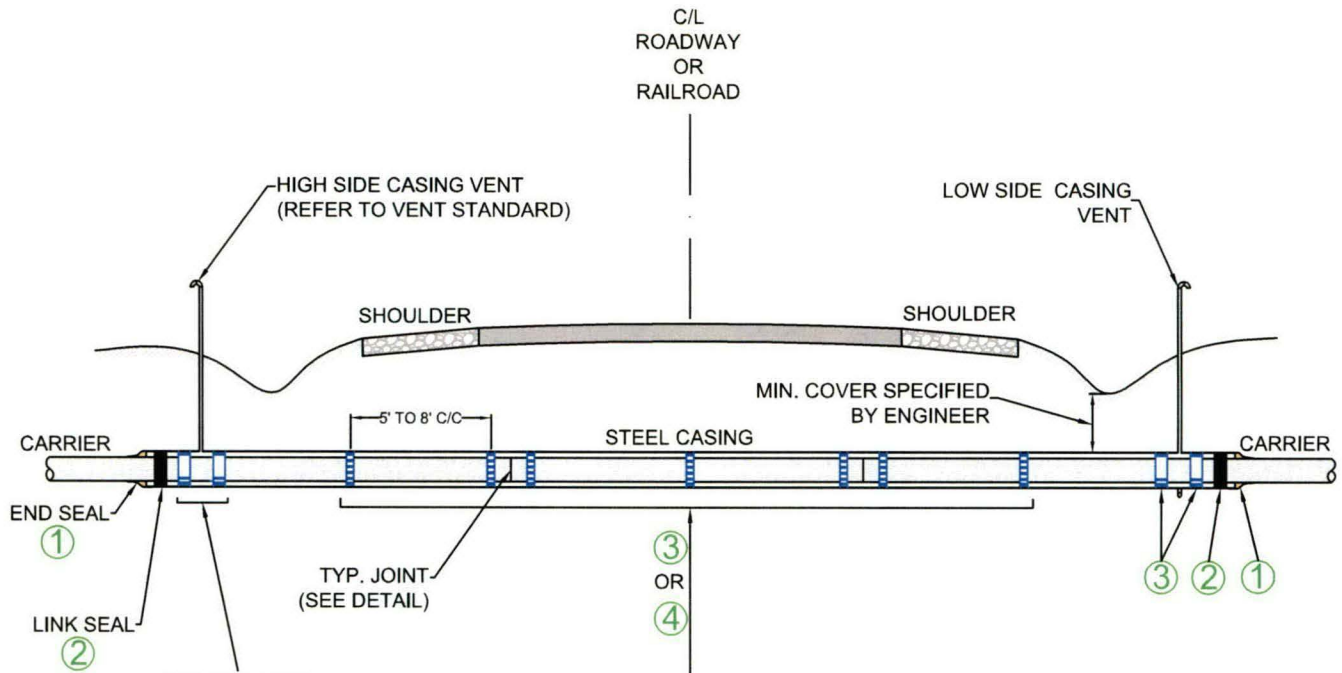 C/L
ROADWAY
OR
RAILROAD
HIGH SIDE CASING VENT
(REFER TO VENT STANDARD)
LOW SIDE CASING
VENT
SHOULDER
SHOULDER
MIN. COVER SPECIFIED
BY ENGINEER
5' TO 8' C/C
STEEL CASING
CARRIER
CARRIER
END SEAL
①
TYP. JOINT
(SEE DETAIL)
③
OR
④
③
②
①
LINK SEAL
②